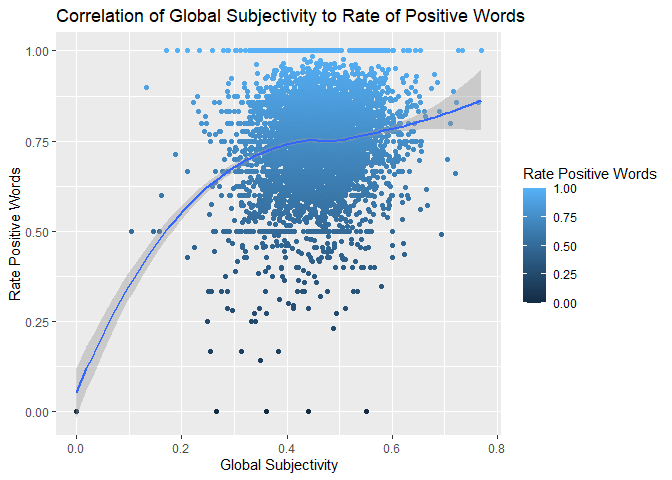 Correlation of Global Subjectivity to Rate of Positive Words
1.00
0.75
0.50
0.25
0.00
Rate Positive Words
0.0 0.2 0.4 0.6 0.8
Global Subjectivity
Rate Positive Words
1.00
0.75
0.50
0.25
0.00